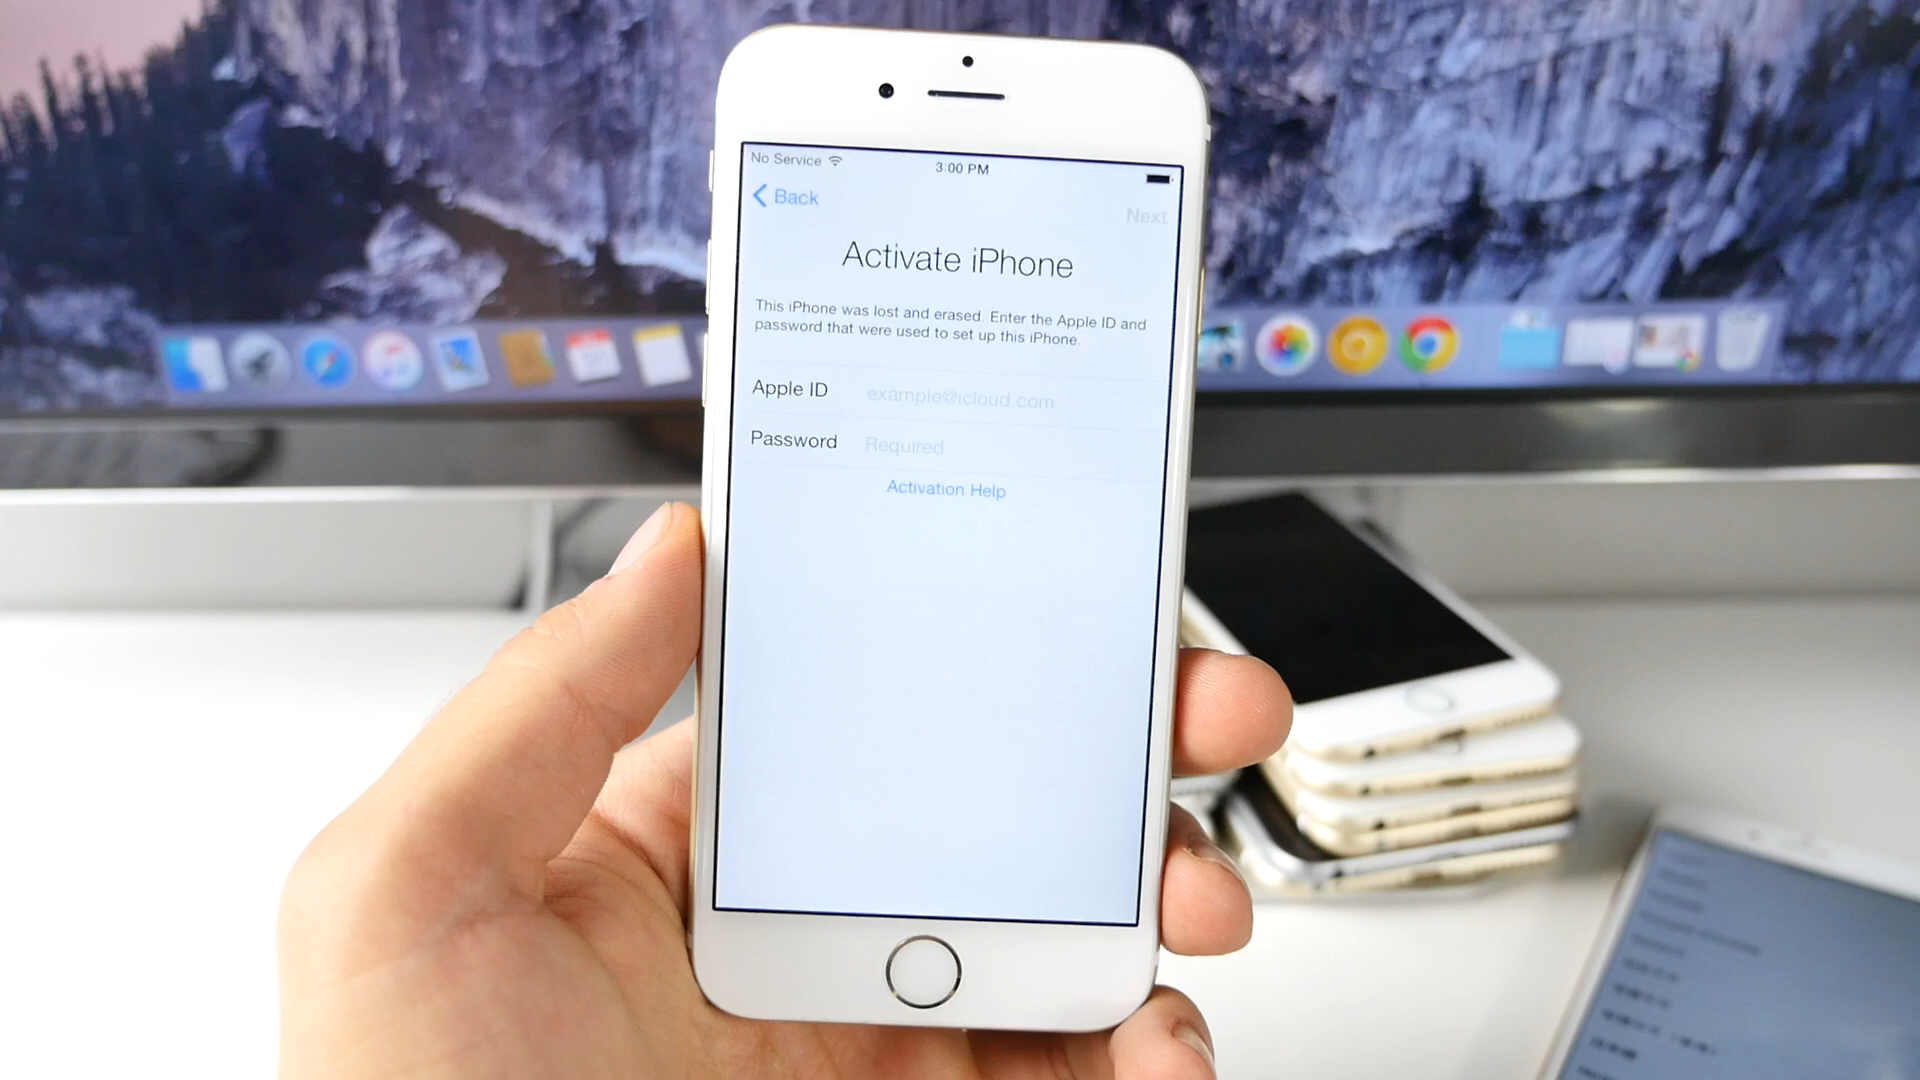 No Service
3:00 PM
Back
Next
Activate iPhone
This iPhone was lost and erased. Enter the Apple ID and
password that were used to set up this iPhone.
Apple ID example@icloud.com
Password Required
Activation Help